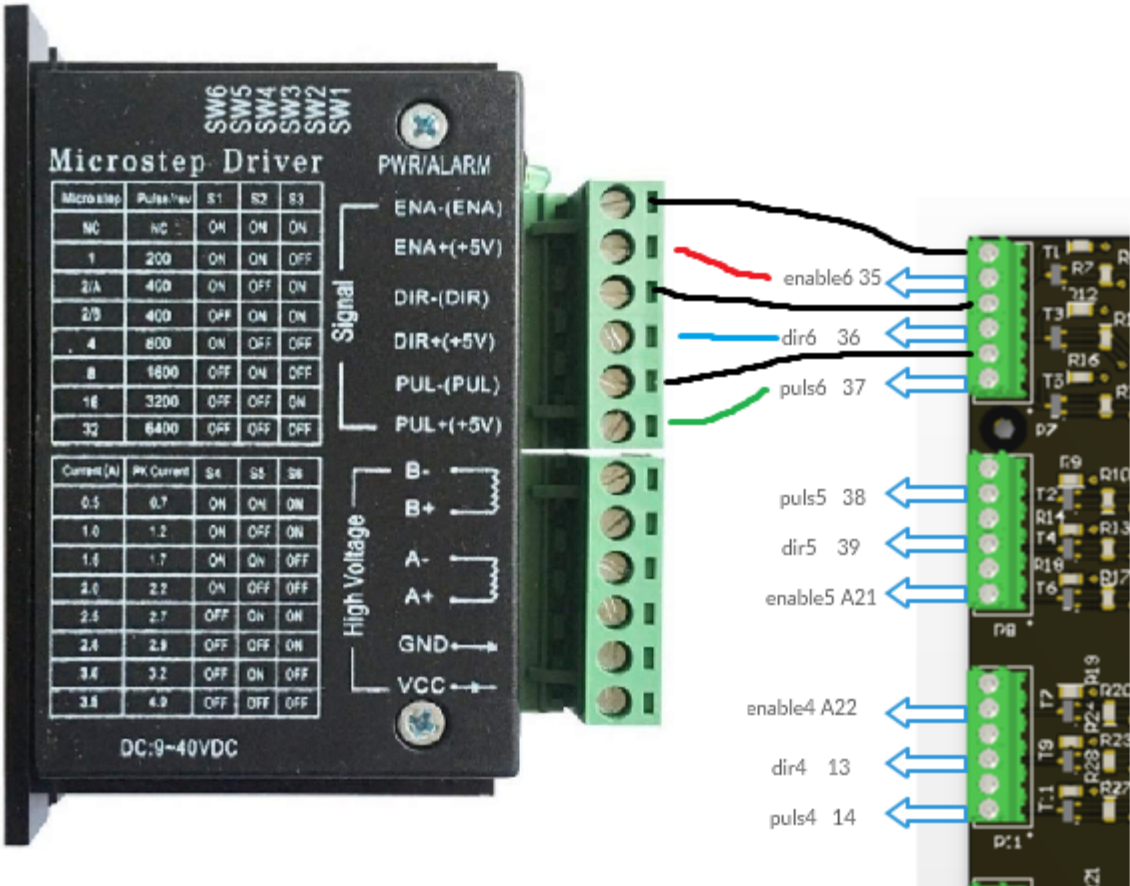 SW6
SW5
SW4
SW3
SW2
SW1
Microstep Driver
PWR/ALARM
Microstep Pulse/rev S1 S2 S3
NC NC ON ON ON
1 200 ON ON OFF
2/A 400 ON OFF ON
2/B 400 OFF ON ON
4 800 ON OFF OFF
8 1600 OFF ON OFF
16 3200 OFF OFF ON
32 6400 OFF OFF OFF
Signal
ENA-(ENA)
ENA+(+5V)
DIR-(DIR)
DIR+(+5V)
PUL-(PUL)
PUL+(+5V)
Current (A) PK Current S4 S5 S6
0.5 0.7 ON ON ON
1.0 1.2 ON OFF ON
1.5 1.7 ON ON OFF
2.0 2.2 ON OFF OFF
2.5 2.7 OFF ON ON
2.8 2.9 OFF OFF ON
3.0 3.2 OFF ON OFF
3.5 4.0 OFF OFF OFF
High Voltage
B-
B+
A-
A+
GND
VCC
DC:9~40VDC
enable6 35
dir6 36
puls6 37
puls5 38
dir5 39
enable5 A21
enable4 A22
dir4 13
puls4 14
T1
R7
R12
T3
R16
T5
P7
R9
R10
T2
R14
R13
T4
R18
R17
T6
P8
R19
T7
R20
R24
T9
R23
R28
R27
T11
P11